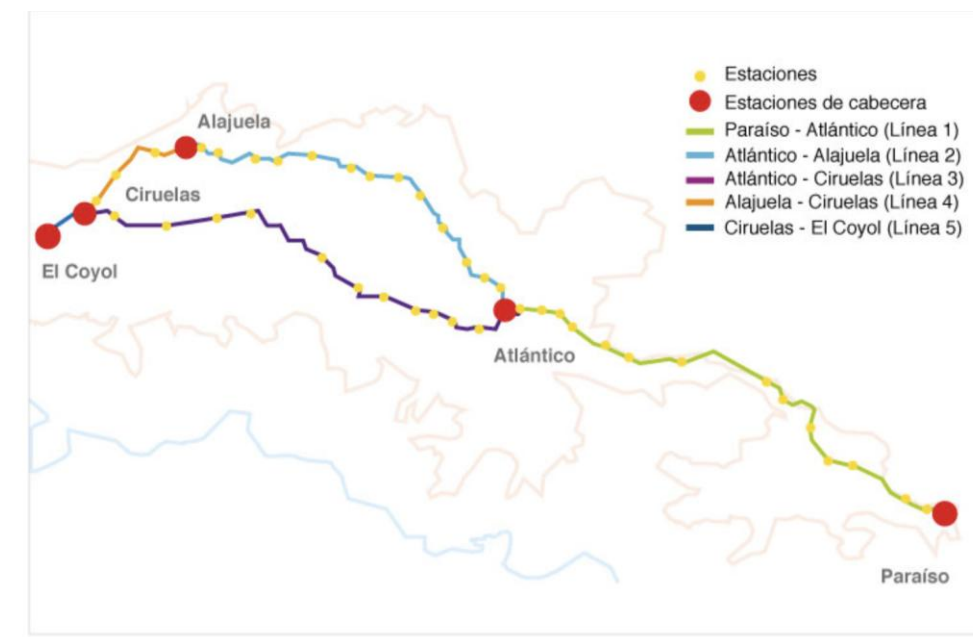 Estaciones
Estaciones de cabecera
Paraíso - Atlántico (Línea 1)
Atlántico - Alajuela (Línea 2)
Atlántico - Ciruelas (Línea 3)
Alajuela - Ciruelas (Línea 4)
Ciruelas - El Coyol (Línea 5)
Alajuela
Ciruelas
El Coyol
Atlántico
Paraíso